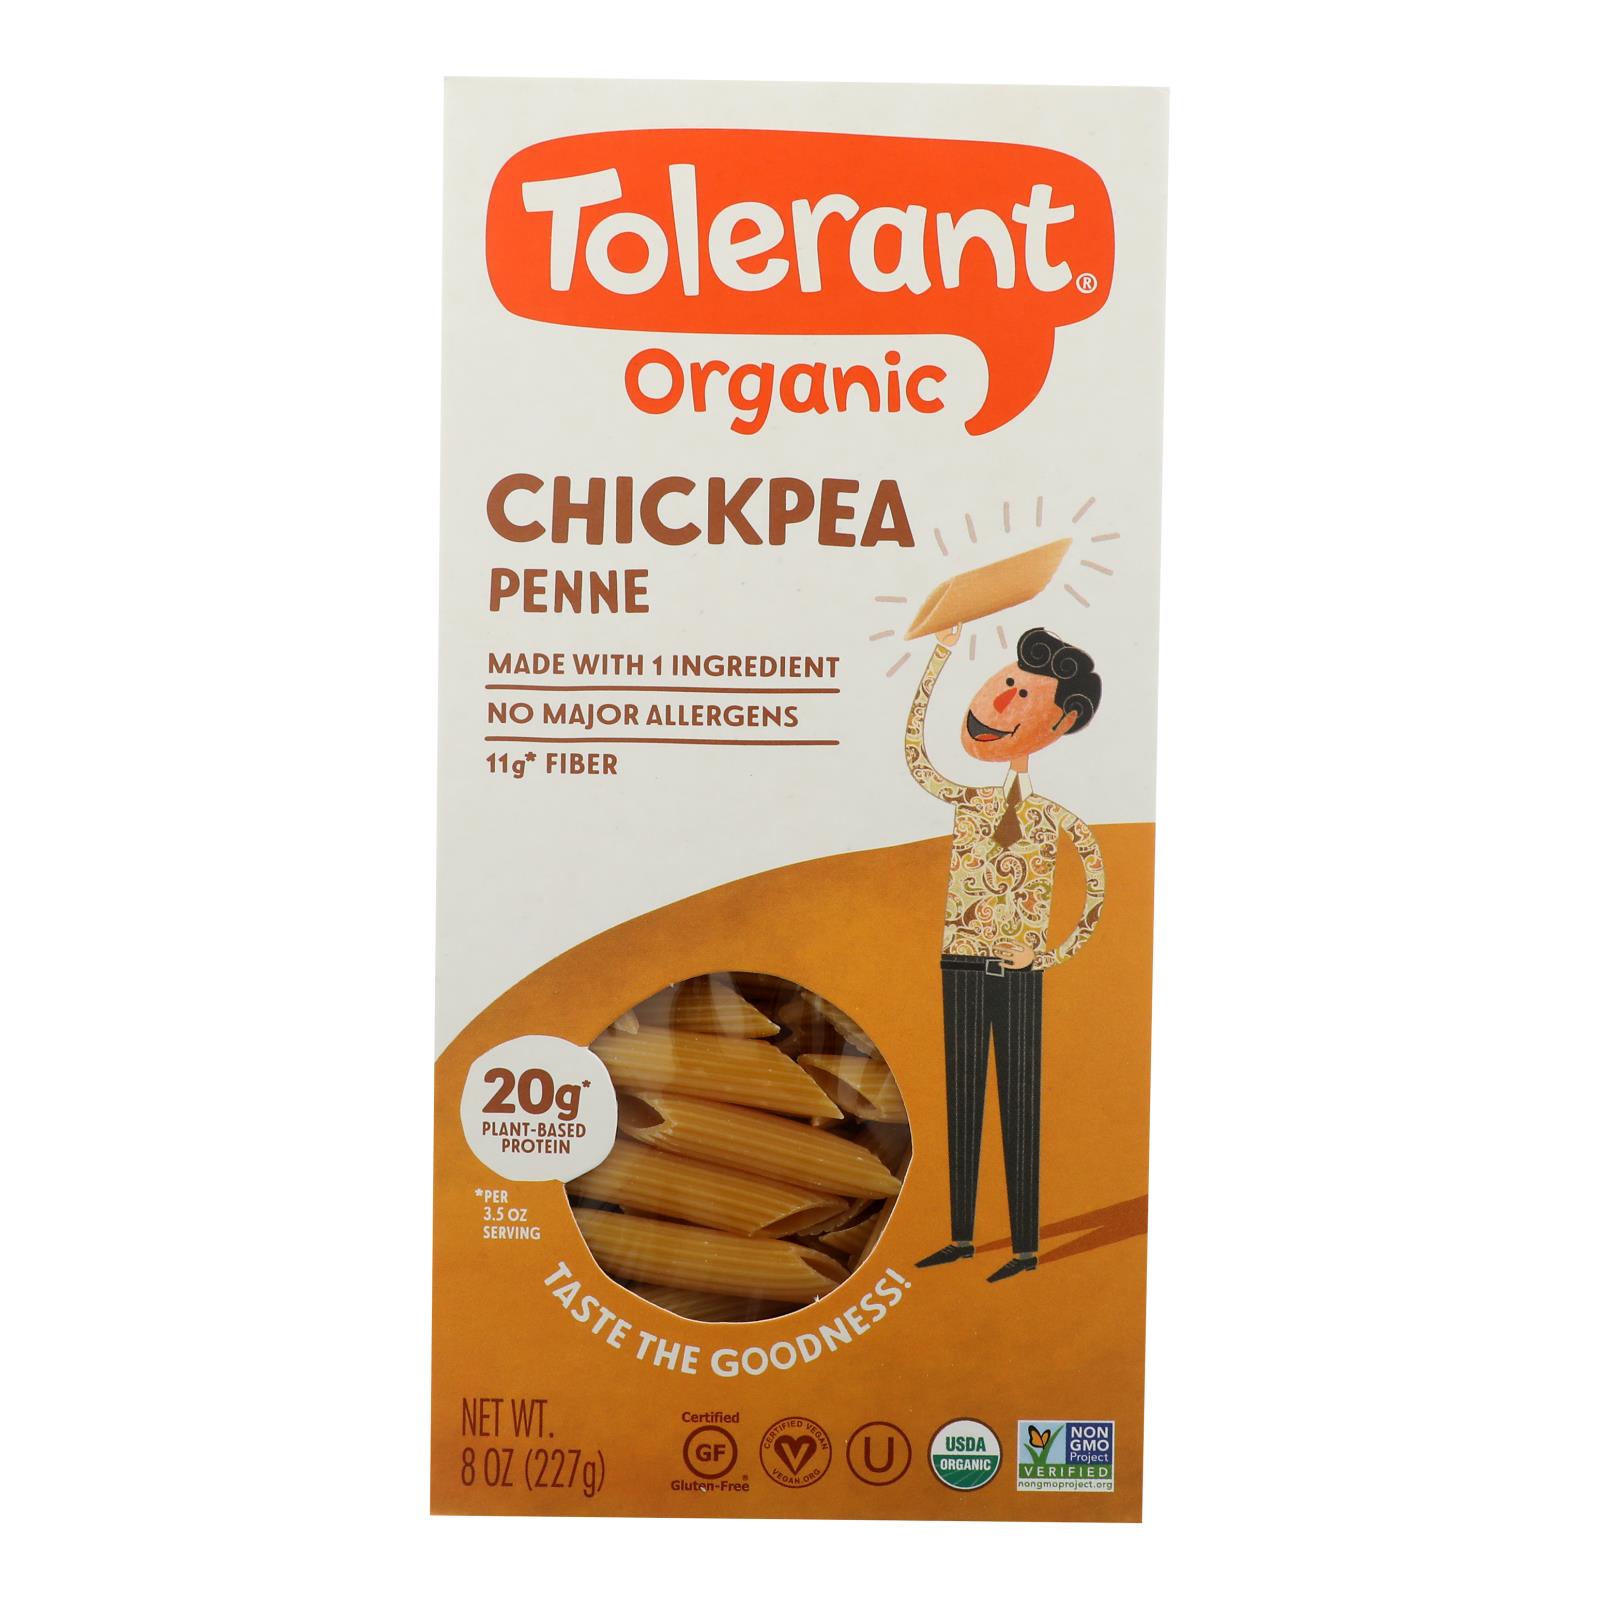 Tolerant®
Organic
CHICKPEA
PENNE
MADE WITH 1 INGREDIENT
NO MAJOR ALLERGENS
11g* FIBER
20g*
PLANT-BASED
PROTEIN
*PER
3.5 OZ
SERVING
TASTE THE GOODNESS!
NET WT.
8 OZ (227g)
Certified
GF
Gluten-Free®
CERTIFIED VEGAN
VEGAN.ORG
U
USDA
ORGANIC
NON
GMO
Project
VERIFIED
nongmoproject.org